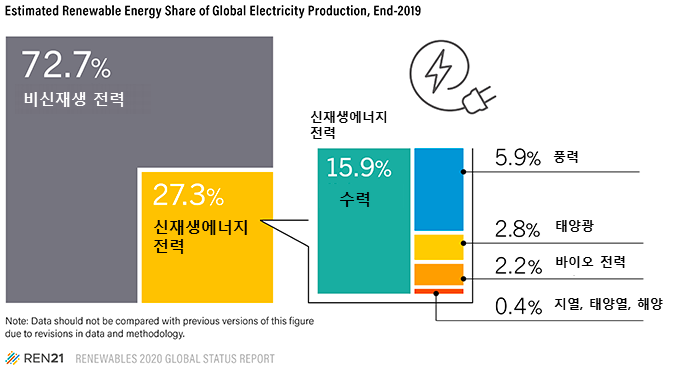 Estimated Renewable Energy Share of Global Electricity Production, End-2019
72.7%
비신재생 전력
27.3%
신재생에너지
전력
신재생에너지
전력
15.9%
수력
5.9% 풍력
2.8% 태양광
2.2% 바이오 전력
0.4% 지열, 태양열, 해양
Note: Data should not be compared with previous versions of this figure
due to revisions in data and methodology.
REN21 RENEWABLES 2020 GLOBAL STATUS REPORT